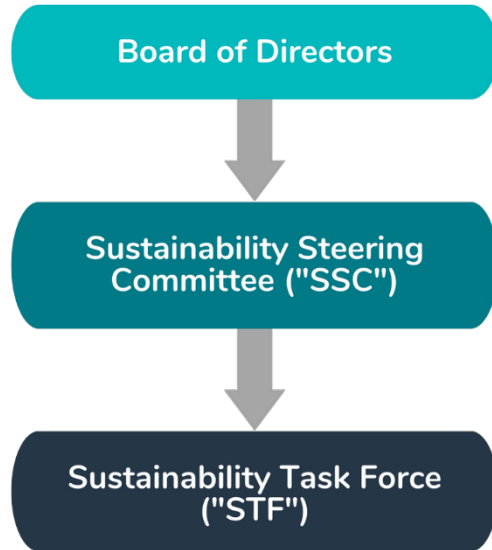 Board of Directors
Sustainability Steering
Committee ("SSC")
Sustainability Task Force
("STF")